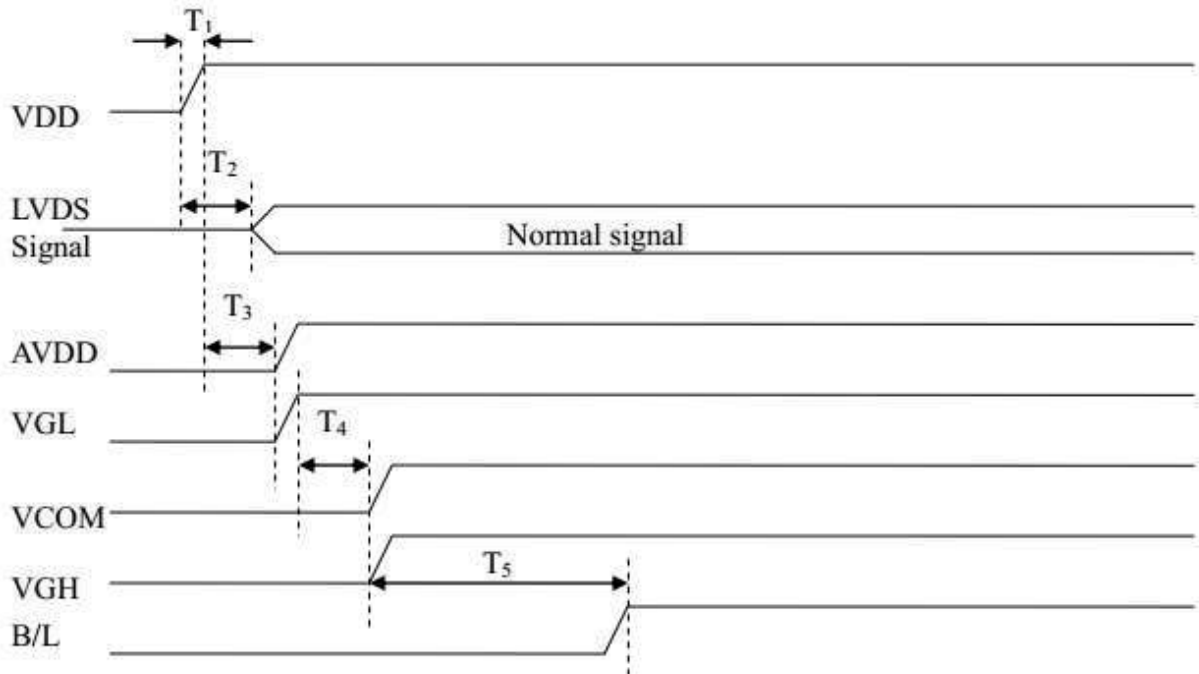 T₁
VDD
T₂
LVDS
Signal
Normal signal
T₃
AVDD
VGL
T₄
VCOM
VGH
T₅
B/L